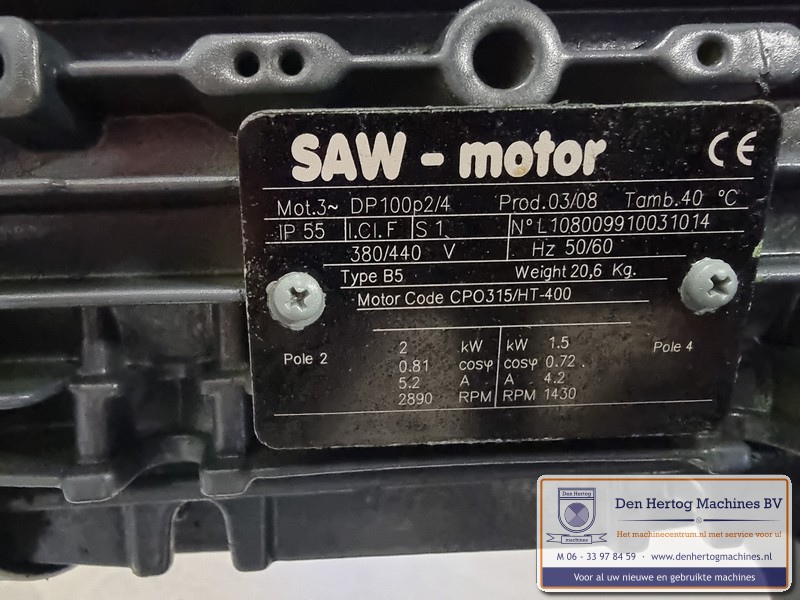 SAW - motor CE
Mot.3~ DP100p2/4 Prod.03/08 Tamb.40 °C
IP 55 I.Cl.F S 1 N° L108009910031014
380/440 V Hz 50/60
Type B5 Weight 20,6 Kg.
Motor Code CPO315/HT-400
2 kW kW 1.5
Pole 2 0.81 cosφ cosφ 0.72 Pole 4
5.2 A A 4.2
2890 RPM RPM 1430
Den Hertog
machines
Den Hertog Machines BV
Het machinecentrum.nl met service voor u!
M 06 - 33 97 84 59 · www.denhertogmachines.nl
Voor al uw nieuwe en gebruikte machines